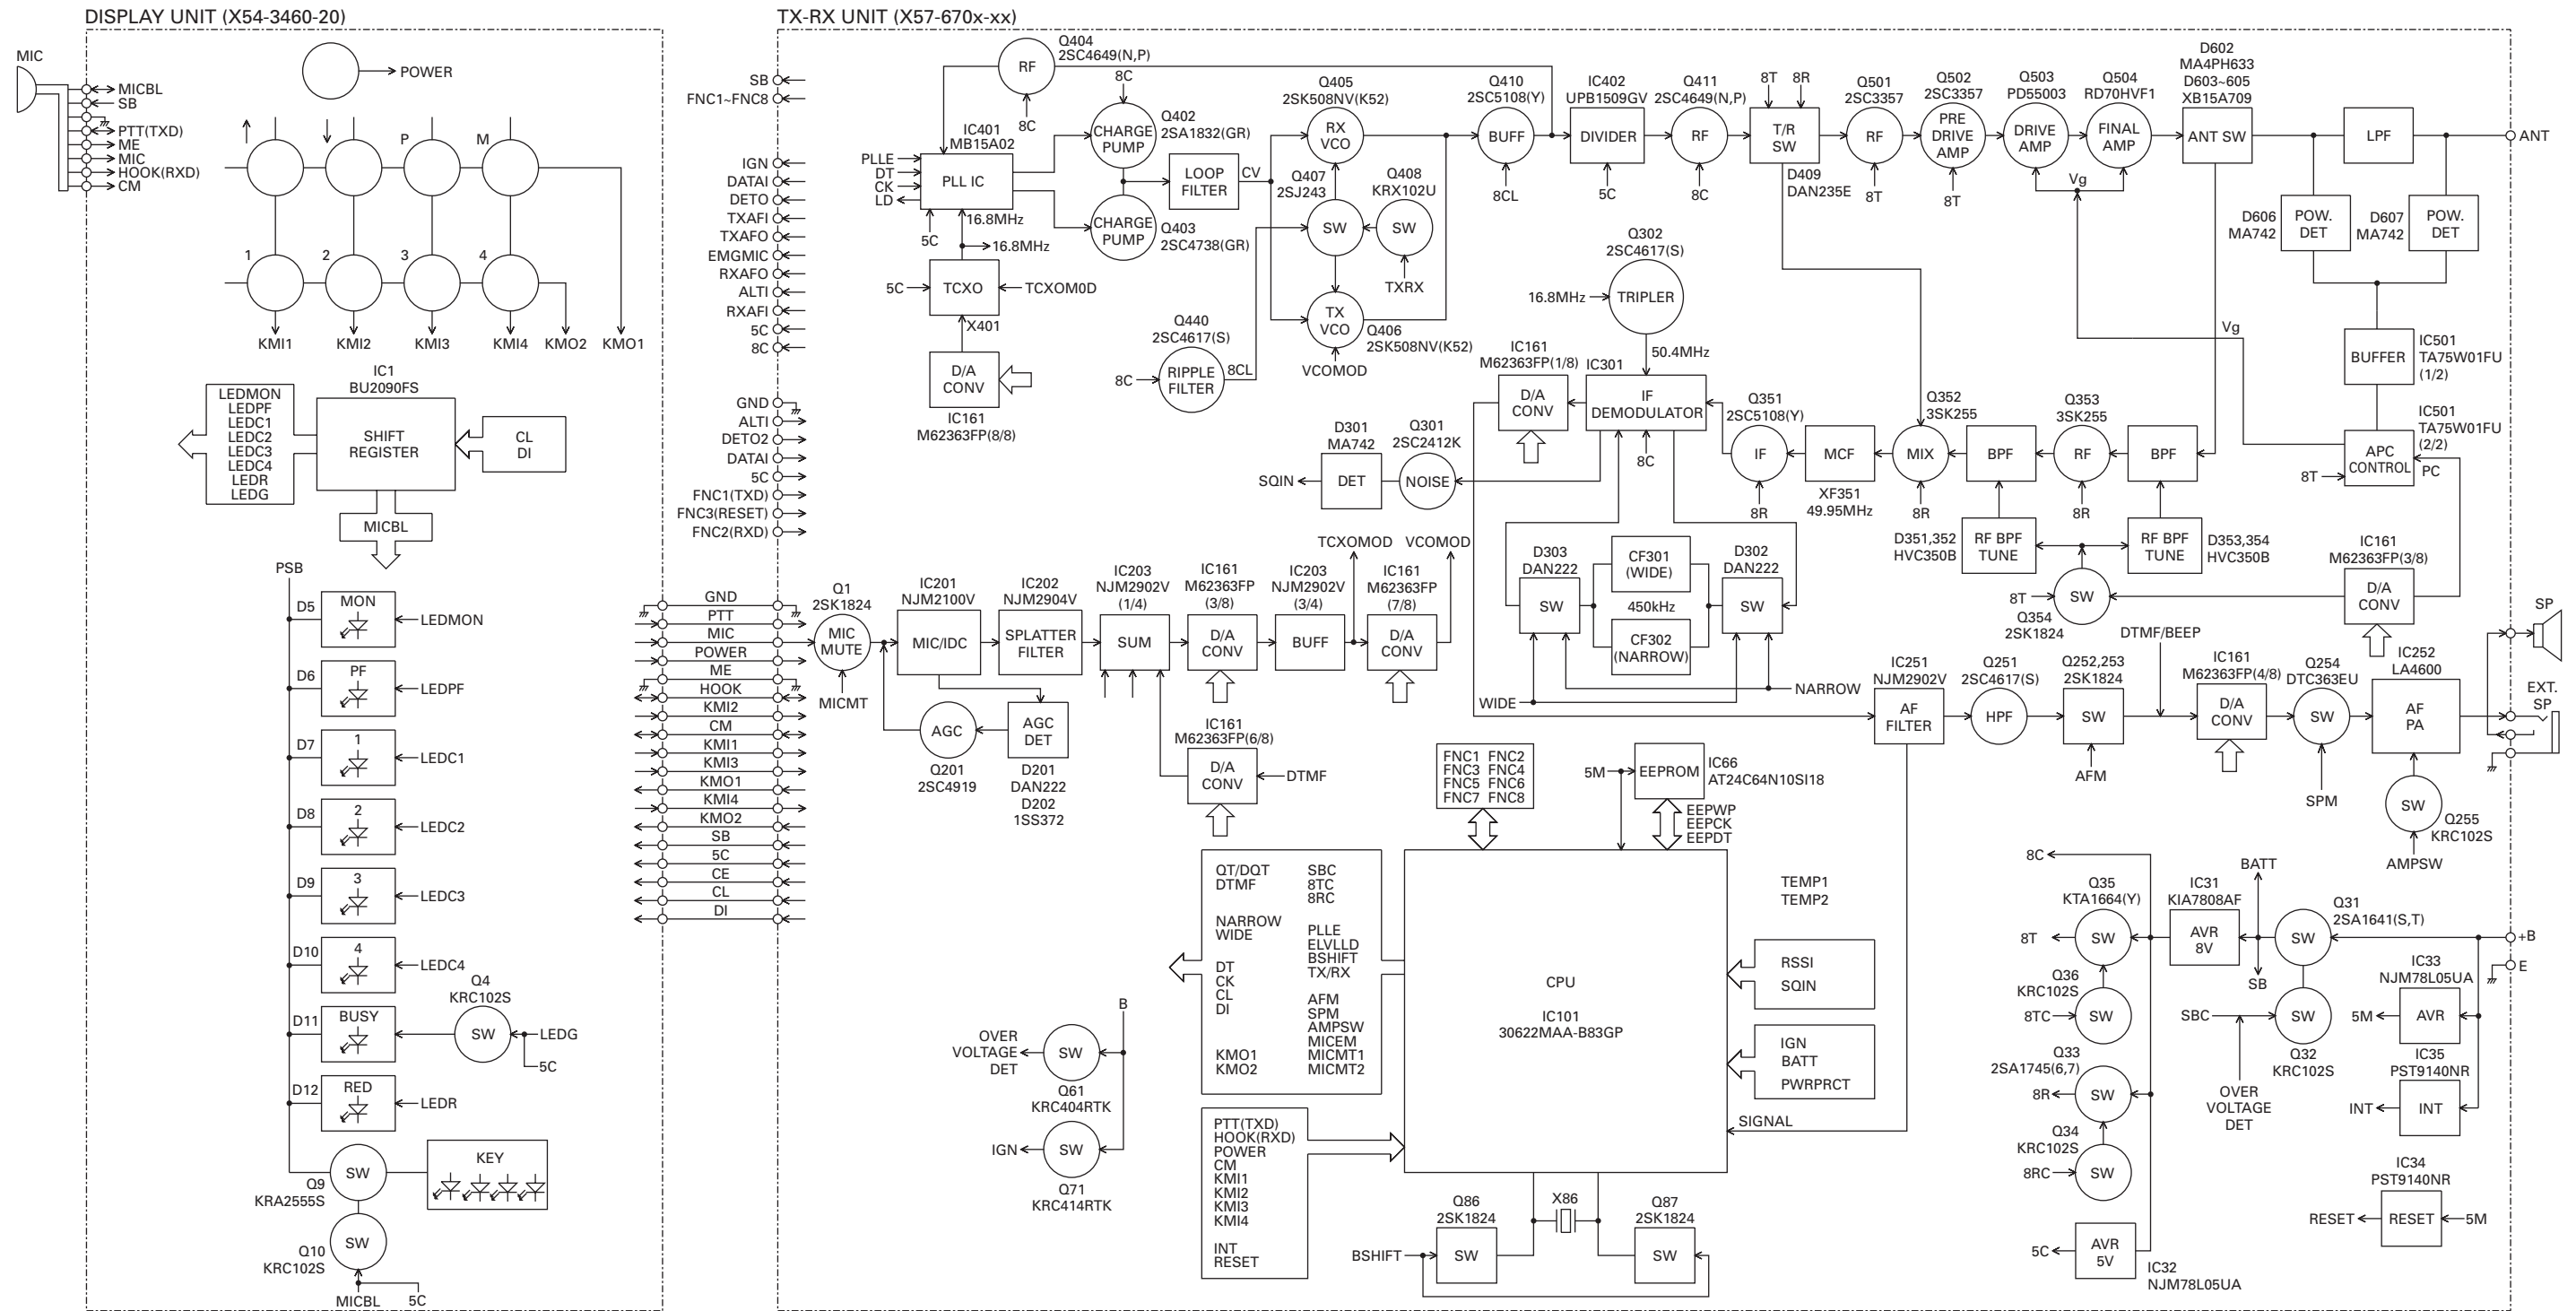 DISPLAY UNIT (X54-3460-20)
MIC
POWER
MICBL
SB
PTT(TXD)
ME
MIC
HOOK(RXD)
CM
P
M
1
2
3
4
KMI1
KMI2
KMI3
KMI4
KMO2
KMO1
IC1
BU2090FS
LEDMON
LEDPF
LEDC1
LEDC2
LEDC3
LEDC4
LEDR
LEDG
SHIFT
REGISTER
CL
DI
MICBL
PSB
D5
MON
LEDMON
D6
PF
LEDPF
D7
1
LEDC1
D8
2
LEDC2
D9
3
LEDC3
D10
4
LEDC4
Q4
KRC102S
D11
BUSY
SW
LEDG
5C
D12
RED
LEDR
SW
KEY
Q9
KRA2555S
SW
Q10
KRC102S
MICBL
5C
GND
PTT
MIC
POWER
ME
HOOK
KMI2
CM
KMI1
KMI3
KMO1
KMI4
KMO2
SB
5C
CE
CL
DI
TX-RX UNIT (X57-670x-xx)
SB
FNC1~FNC8
IGN
DATAI
DETO
TXAFI
TXAFO
EMGMIC
RXAFO
ALTI
RXAFI
5C
8C
GND
ALTI
DETO2
DATAI
5C
FNC1(TXD)
FNC3(RESET)
FNC2(RXD)
Q404
2SC4649(N,P)
RF
8C
IC401
MB15A02
PLLE
DT
CK
LD
PLL IC
5C
16.8MHz
16.8MHz
5C
TCXO
TCXOM0D
X401
D/A
CONV
IC161
M62363FP(8/8)
8C
CHARGE
PUMP
Q402
2SA1832(GR)
CHARGE
PUMP
Q403
2SC4738(GR)
LOOP
FILTER
CV
Q405
2SK508NV(K52)
RX
VCO
Q407
2SJ243
SW
Q408
KRX102U
SW
TXRX
TX
VCO
Q406
2SK508NV(K52)
VCOMOD
Q440
2SC4617(S)
8C
RIPPLE
FILTER
8CL
Q410
2SC5108(Y)
BUFF
8CL
IC402
UPB1509GV
DIVIDER
5C
Q411
2SC4649(N,P)
RF
8C
8T
8R
T/R
SW
D409
DAN235E
Q501
2SC3357
RF
8T
Q502
2SC3357
PRE
DRIVE
AMP
8T
Q503
PD55003
DRIVE
AMP
Q504
RD70HVF1
FINAL
AMP
Vg
D602
MA4PH633
D603~605
XB15A709
ANT SW
LPF
ANT
D606
MA742
POW.
DET
D607
MA742
POW.
DET
Vg
BUFFER
IC501
TA75W01FU
(1/2)
IC501
TA75W01FU
(2/2)
APC
CONTROL
PC
8T
Q302
2SC4617(S)
16.8MHz
TRIPLER
50.4MHz
IC161
M62363FP(1/8)
D/A
CONV
IC301
IF
DEMODULATOR
8C
Q351
2SC5108(Y)
IF
8R
MCF
XF351
49.95MHz
Q352
3SK255
MIX
8R
BPF
Q353
3SK255
RF
8R
BPF
D301
MA742
SQIN
DET
Q301
2SC2412K
NOISE
D351,352
HVC350B
RF BPF
TUNE
RF BPF
TUNE
D353,354
HVC350B
8T
SW
Q354
2SK1824
IC161
M62363FP(3/8)
D/A
CONV
D303
DAN222
SW
CF301
(WIDE)
450kHz
CF302
(NARROW)
D302
DAN222
SW
WIDE
NARROW
Q1
2SK1824
MIC
MUTE
MICMT
IC201
NJM2100V
MIC/IDC
IC202
NJM2904V
SPLATTER
FILTER
IC203
NJM2902V
(1/4)
SUM
IC161
M62363FP
(3/8)
D/A
CONV
IC203
NJM2902V
(3/4)
BUFF
TCXOMOD
VCOMOD
IC161
M62363FP
(7/8)
D/A
CONV
AGC
Q201
2SC4919
AGC
DET
D201
DAN222
D202
1SS372
IC161
M62363FP(6/8)
D/A
CONV
DTMF
IC251
NJM2902V
AF
FILTER
Q251
2SC4617(S)
HPF
Q252,253
2SK1824
SW
AFM
DTMF/BEEP
IC161
M62363FP(4/8)
D/A
CONV
Q254
DTC363EU
SW
SPM
IC252
LA4600
AF
PA
SW
Q255
KRC102S
AMPSW
SP
EXT.
SP
FNC1 FNC2
FNC3 FNC4
FNC5 FNC6
FNC7 FNC8
5M
EEPROM
IC66
AT24C64N10SI18
EEPWP
EEPCK
EEPDT
QT/DQT
DTMF
NARROW
WIDE
DT
CK
CL
DI
KMO1
KMO2
SBC
8TC
8RC
PLLE
ELVLLD
BSHIFT
TX/RX
AFM
SPM
AMPSW
MICEM
MICMT1
MICMT2
CPU
IC101
30622MAA-B83GP
TEMP1
TEMP2
RSSI
SQIN
IGN
BATT
PWRPRCT
SIGNAL
PTT(TXD)
HOOK(RXD)
POWER
CM
KMI1
KMI2
KMI3
KMI4
INT
RESET
B
OVER
VOLTAGE
DET
SW
Q61
KRC404RTK
IGN
SW
Q71
KRC414RTK
BSHIFT
Q86
2SK1824
SW
X86
Q87
2SK1824
SW
8C
Q35
KTA1664(Y)
8T
SW
Q36
KRC102S
8TC
SW
Q33
2SA1745(6,7)
8R
SW
Q34
KRC102S
8RC
SW
5C
AVR
5V
IC32
NJM78L05UA
IC31
KIA7808AF
AVR
8V
BATT
SB
Q31
2SA1641(S,T)
SW
SBC
SW
Q32
KRC102S
OVER
VOLTAGE
DET
+B
E
IC33
NJM78L05UA
5M
AVR
IC35
PST9140NR
INT
INT
IC34
PST9140NR
RESET
RESET
5M